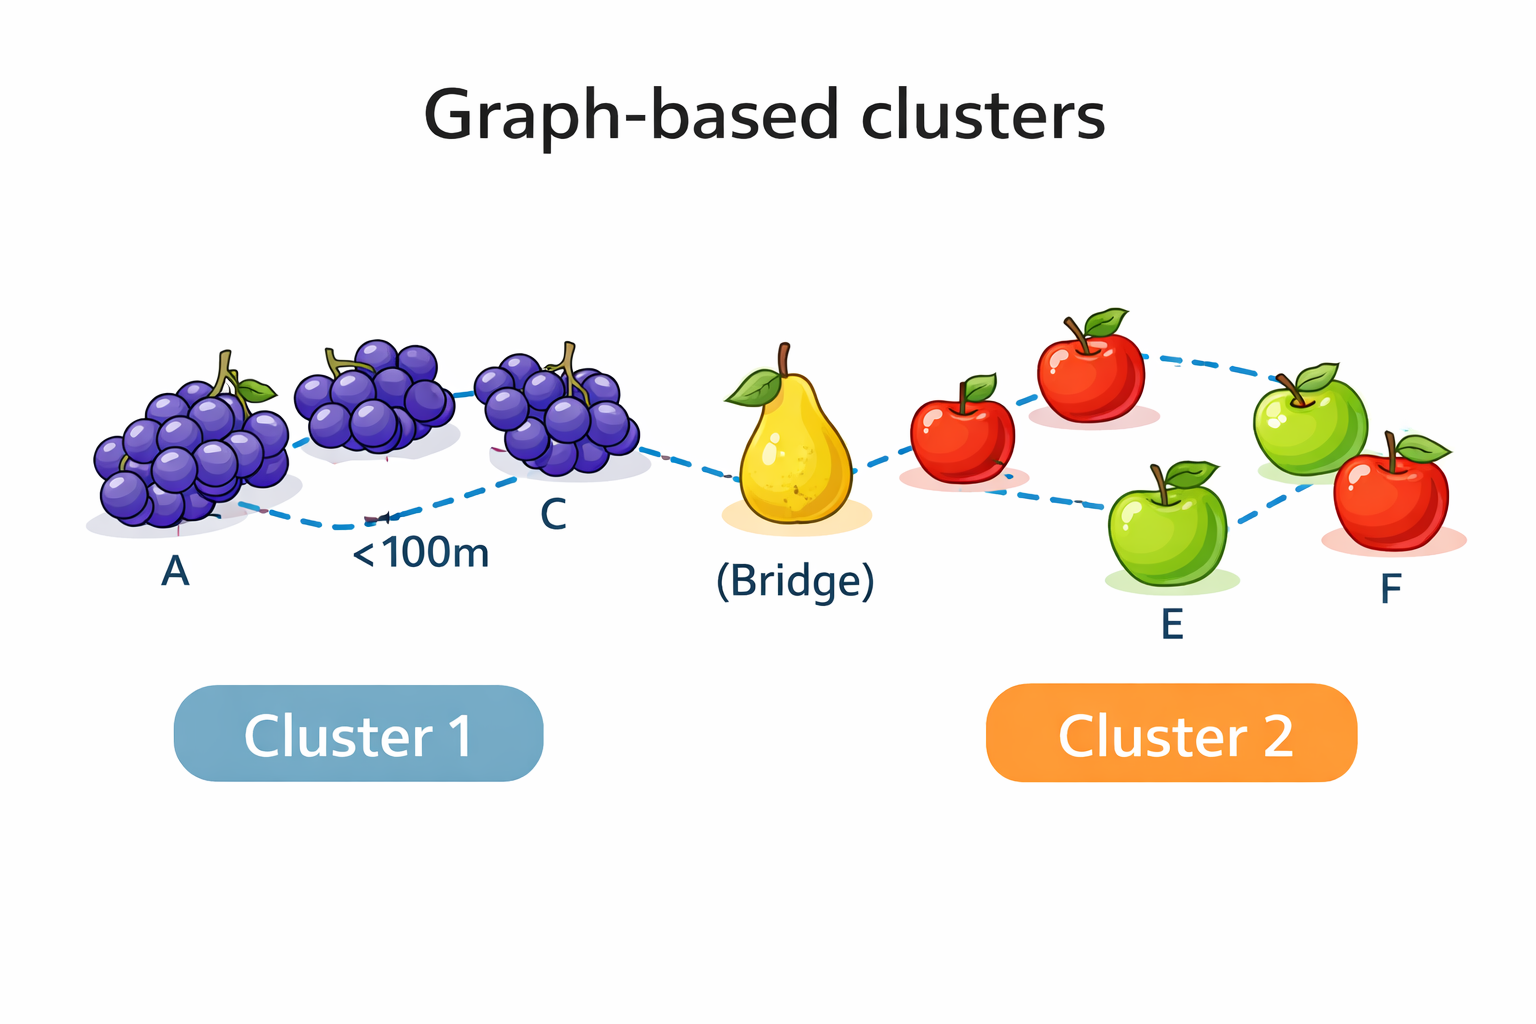 Graph-based clusters
A
<100m
C
(Bridge)
E
F
Cluster 1
Cluster 2